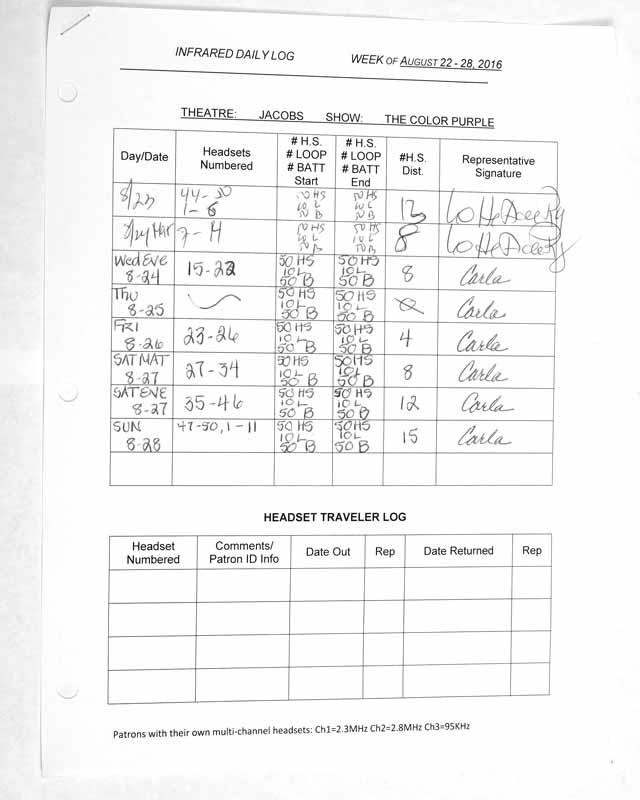 INFRARED DAILY LOG WEEK OF AUGUST 22 - 28, 2016
THEATRE: JACOBS SHOW: THE COLOR PURPLE
Day/Date
Headsets
Numbered
# H.S.
# LOOP
# BATT
Start
# H.S.
# LOOP
# BATT
End
#H.S.
Dist.
Representative
Signature
8/23
44-50
1-6
50 HS
10 L
50 B
50 HS
10 L
50 B
13
8/24 Mat
7-14
50 HS
10 L
50 B
50 HS
10 L
50 B
8
Wed EVE
8-24
15-22
50 HS
10 L
50 B
50 HS
10 L
50 B
8
Carla
THU
8-25
50 HS
10 L
50 B
50 HS
10 L
50 B
Carla
FRI
8-26
23-26
50 HS
10 L
50 B
50 HS
10 L
50 B
4
Carla
SAT MAT
8-27
27-34
50 HS
10 L
50 B
50 HS
10 L
50 B
8
Carla
SAT EVE
8-27
35-46
50 HS
10 L
50 B
50 HS
10 L
50 B
12
Carla
SUN
8-28
47-50, 1-11
50 HS
10 L
50 B
50 HS
10 L
50 B
15
Carla
HEADSET TRAVELER LOG
Headset
Numbered
Comments/
Patron ID Info
Date Out
Rep
Date Returned
Rep
Patrons with their own multi-channel headsets: Ch1=2.3MHz Ch2=2.8MHz Ch3=95KHz